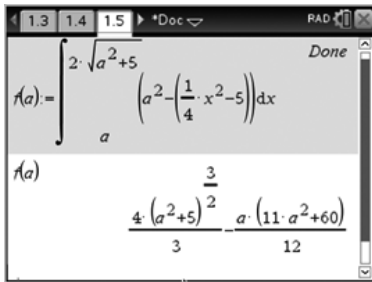 1.3 1.4 1.5 *Doc RAD
f(a):=∫ₐ^(2·√(a²+5)) (a²−(1/4·x²−5))dx Done
f(a)
4·(a²+5)^(3/2)/3 − a·(11·a²+60)/12